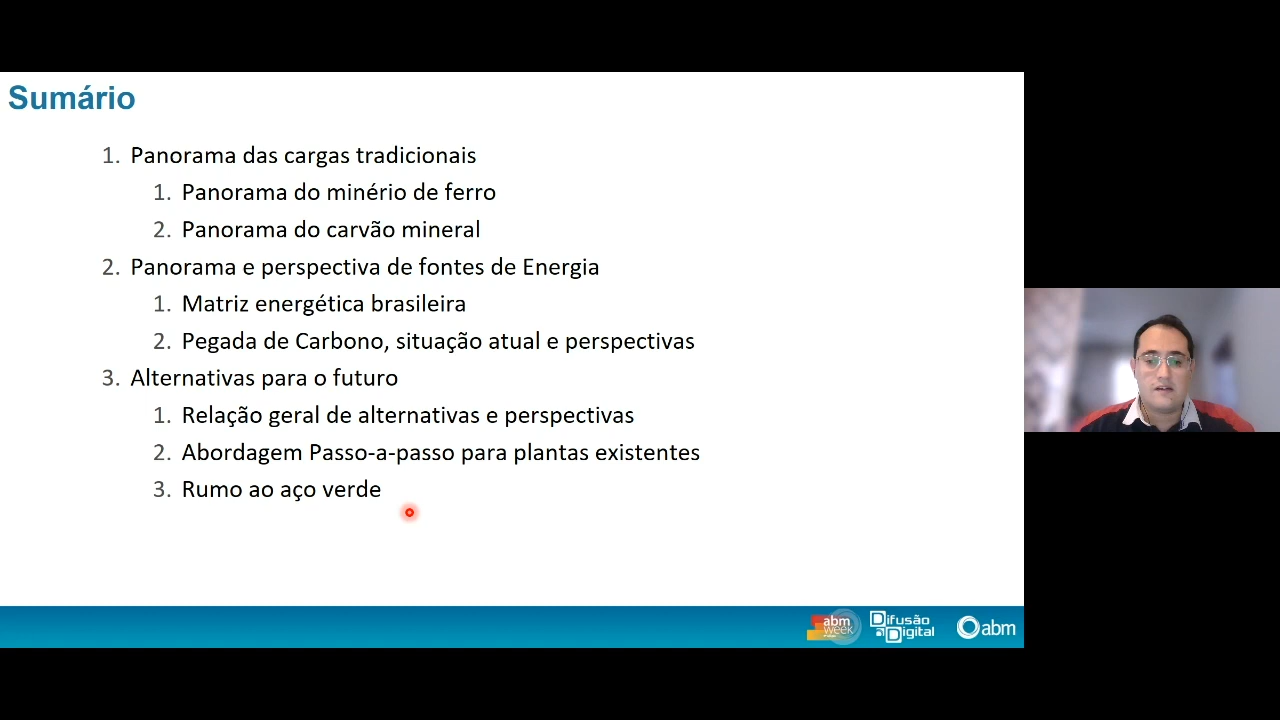 Sumário
1. Panorama das cargas tradicionais
1. Panorama do minério de ferro
2. Panorama do carvão mineral
2. Panorama e perspectiva de fontes de Energia
1. Matriz energética brasileira
2. Pegada de Carbono, situação atual e perspectivas
3. Alternativas para o futuro
1. Relação geral de alternativas e perspectivas
2. Abordagem Passo-a-passo para plantas existentes
3. Rumo ao aço verde
abm
week
Difusão
Digital
abm